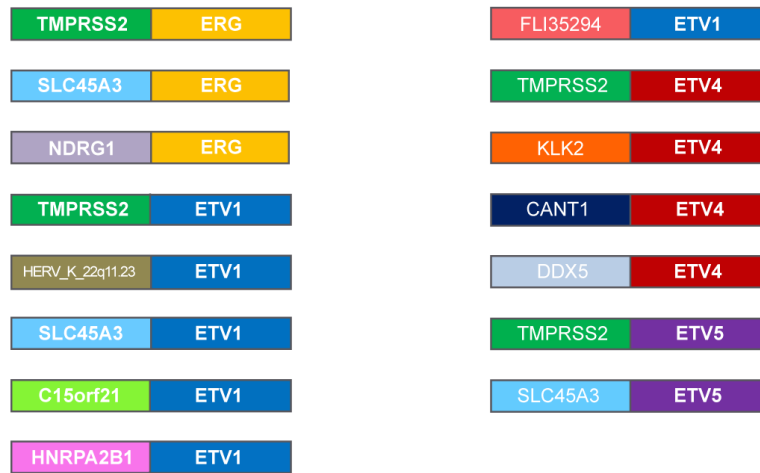 TMPRSS2 ERG
SLC45A3 ERG
NDRG1 ERG
TMPRSS2 ETV1
HERV_K_22q11.23 ETV1
SLC45A3 ETV1
C15orf21 ETV1
HNRPA2B1 ETV1
FLI35294 ETV1
TMPRSS2 ETV4
KLK2 ETV4
CANT1 ETV4
DDX5 ETV4
TMPRSS2 ETV5
SLC45A3 ETV5